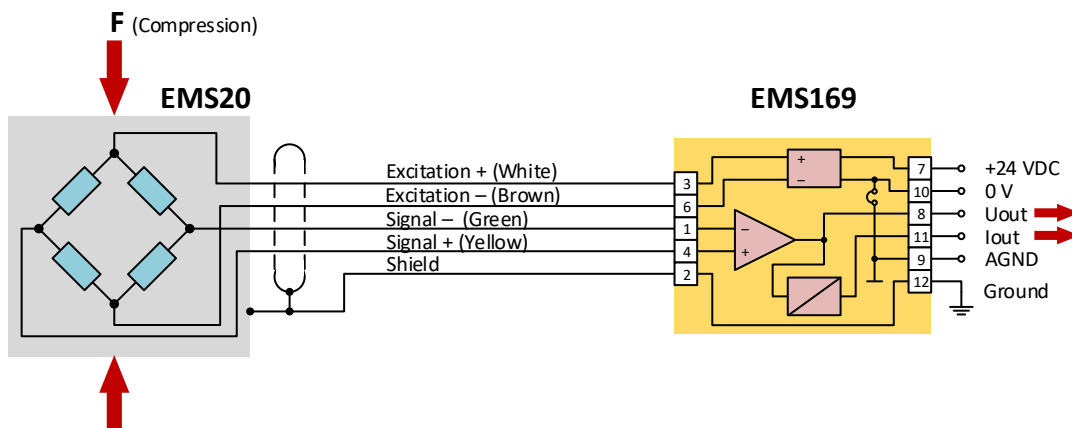 F (Compression)
EMS20
EMS169
Excitation + (White)
Excitation – (Brown)
Signal – (Green)
Signal + (Yellow)
Shield
3
6
1
4
2
+
–
–
+
7
10
8
11
9
12
+24 VDC
0 V
Uout
Iout
AGND
Ground